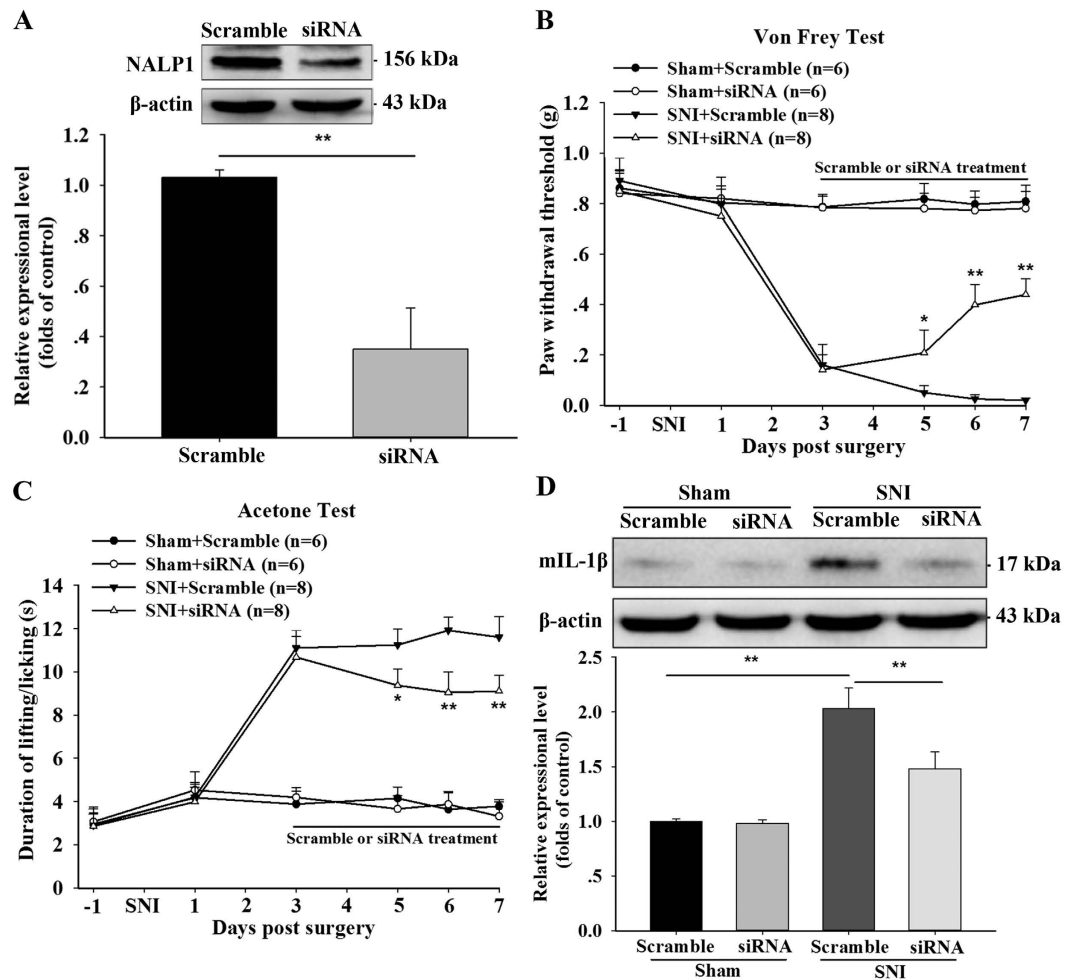 A
Scramble siRNA
NALP1
156 kDa
β-actin
43 kDa
**
1.2
1.0
.8
.6
.4
.2
0.0
Relative expressional level
(folds of control)
Scramble
siRNA
B
Von Frey Test
Sham+Scramble (n=6)
Sham+siRNA (n=6)
SNI+Scramble (n=8)
SNI+siRNA (n=8)
Scramble or siRNA treatment
1.2
1.0
.8
.6
.4
.2
0.0
Paw withdrawal threshold (g)
*
**
**
-1 SNI 1 2 3 4 5 6 7
Days post surgery
C
Acetone Test
Sham+Scramble (n=6)
Sham+siRNA (n=6)
SNI+Scramble (n=8)
SNI+siRNA (n=8)
14
12
10
8
6
4
2
0
Duration of lifting/licking (s)
*
**
**
Scramble or siRNA treatment
-1 SNI 1 2 3 4 5 6 7
Days post surgery
D
Sham SNI
Scramble siRNA Scramble siRNA
mIL-1β
17 kDa
β-actin
43 kDa
**
**
2.5
2.0
1.5
1.0
.5
0.0
Relative expressional level
(folds of control)
Scramble siRNA Scramble siRNA
Sham SNI